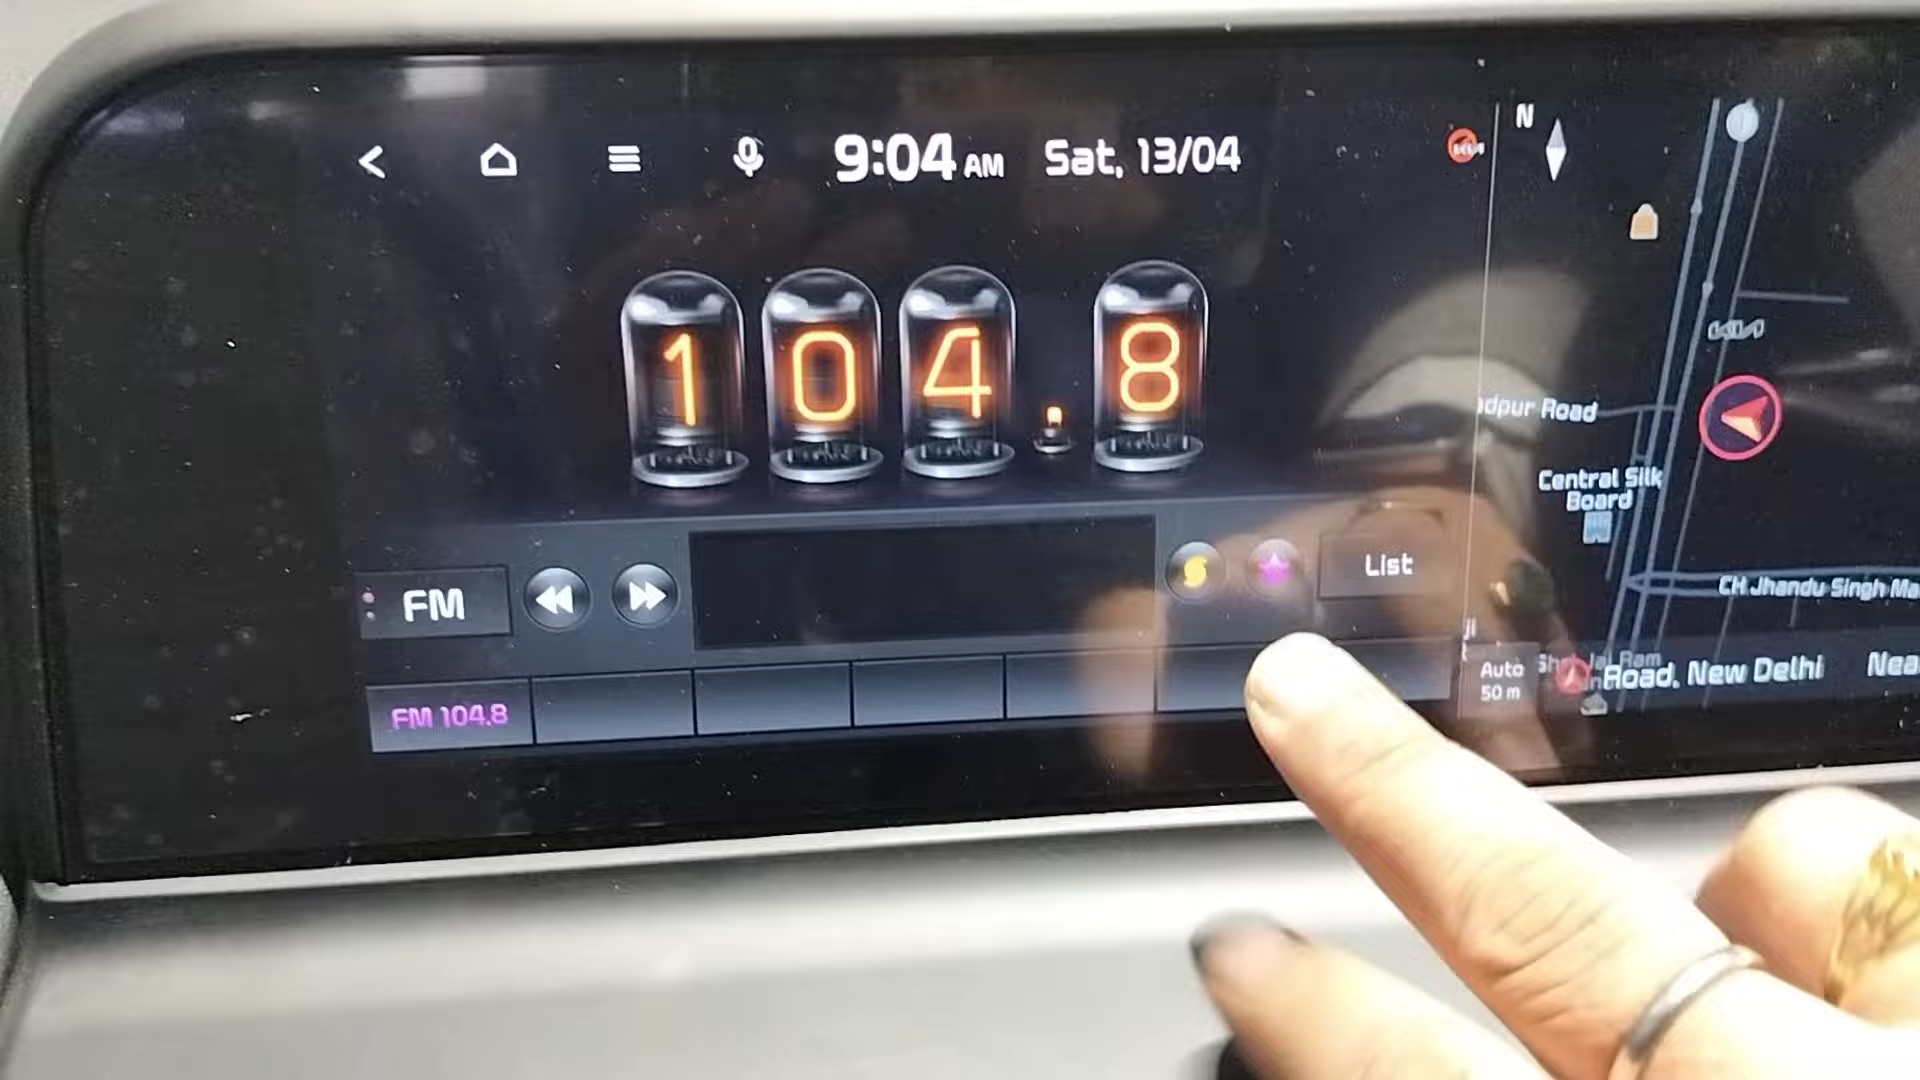 9:04 AM Sat, 13/04
N
104.8
KIA
dpur Road
Central Silk
Board
List
FM
CH Jhandu Singh Ma
FM 104.8
Auto
50 m
Road, New Delhi Nea